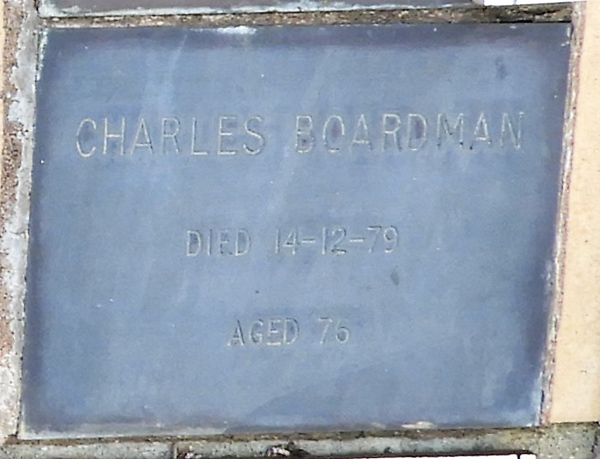 CHARLES BOARDMAN
DIED 14-12-79
AGED 76